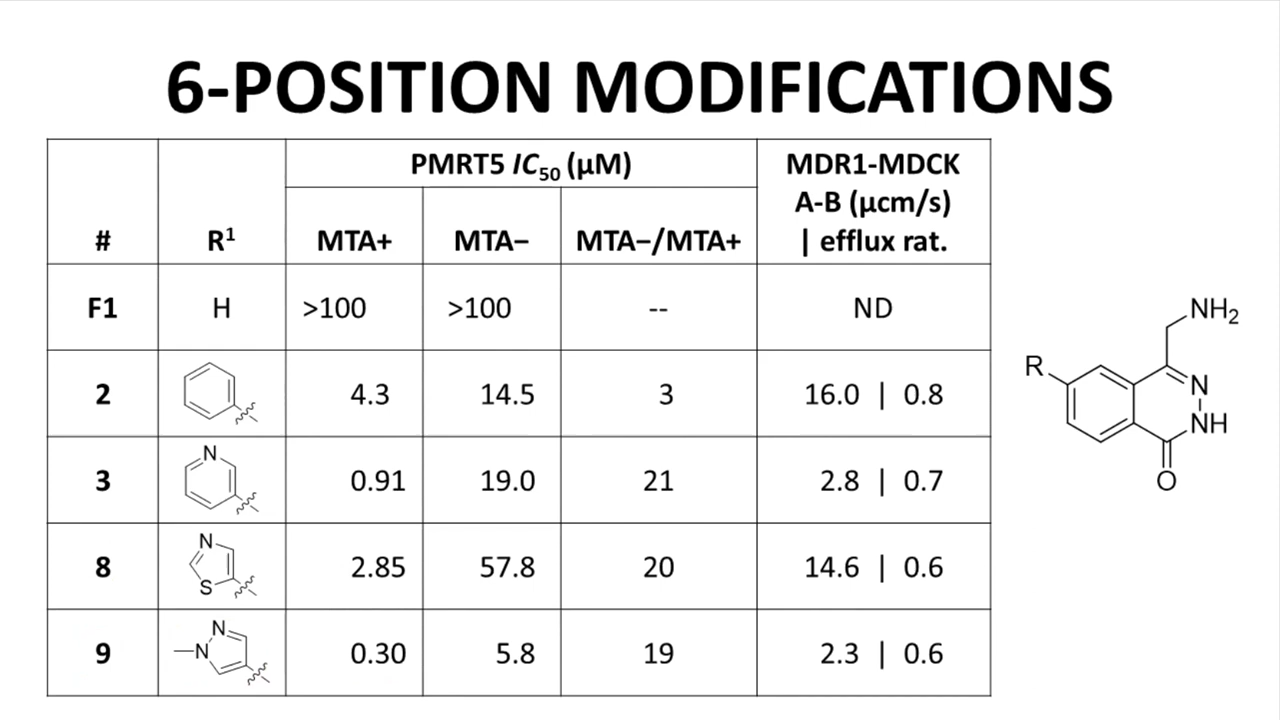 6-POSITION MODIFICATIONS
PMRT5 IC50 (µM)
MDR1-MDCK
A-B (µcm/s)
| efflux rat.
# R1 MTA+ MTA− MTA−/MTA+
F1 H >100 >100 -- ND
2 4.3 14.5 3 16.0 | 0.8
N
3 0.91 19.0 21 2.8 | 0.7
N
S
8 2.85 57.8 20 14.6 | 0.6
N
N
9 0.30 5.8 19 2.3 | 0.6
NH2
R
N
NH
O